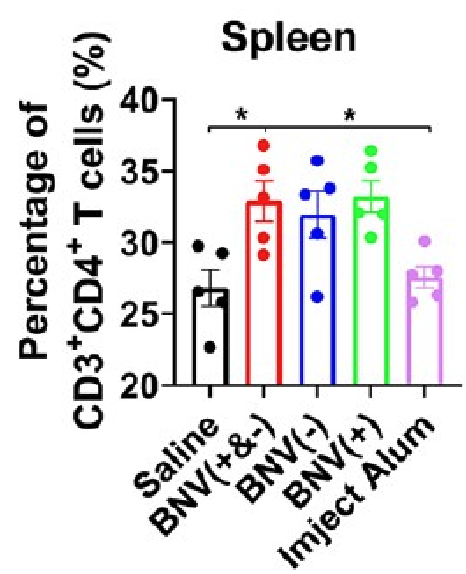 Spleen
Percentage of
CD3⁺CD4⁺ T cells (%)
40
35
30
25
20
* *
Saline
BNV(+&-)
BNV(-)
BNV(+)
Imject Alum